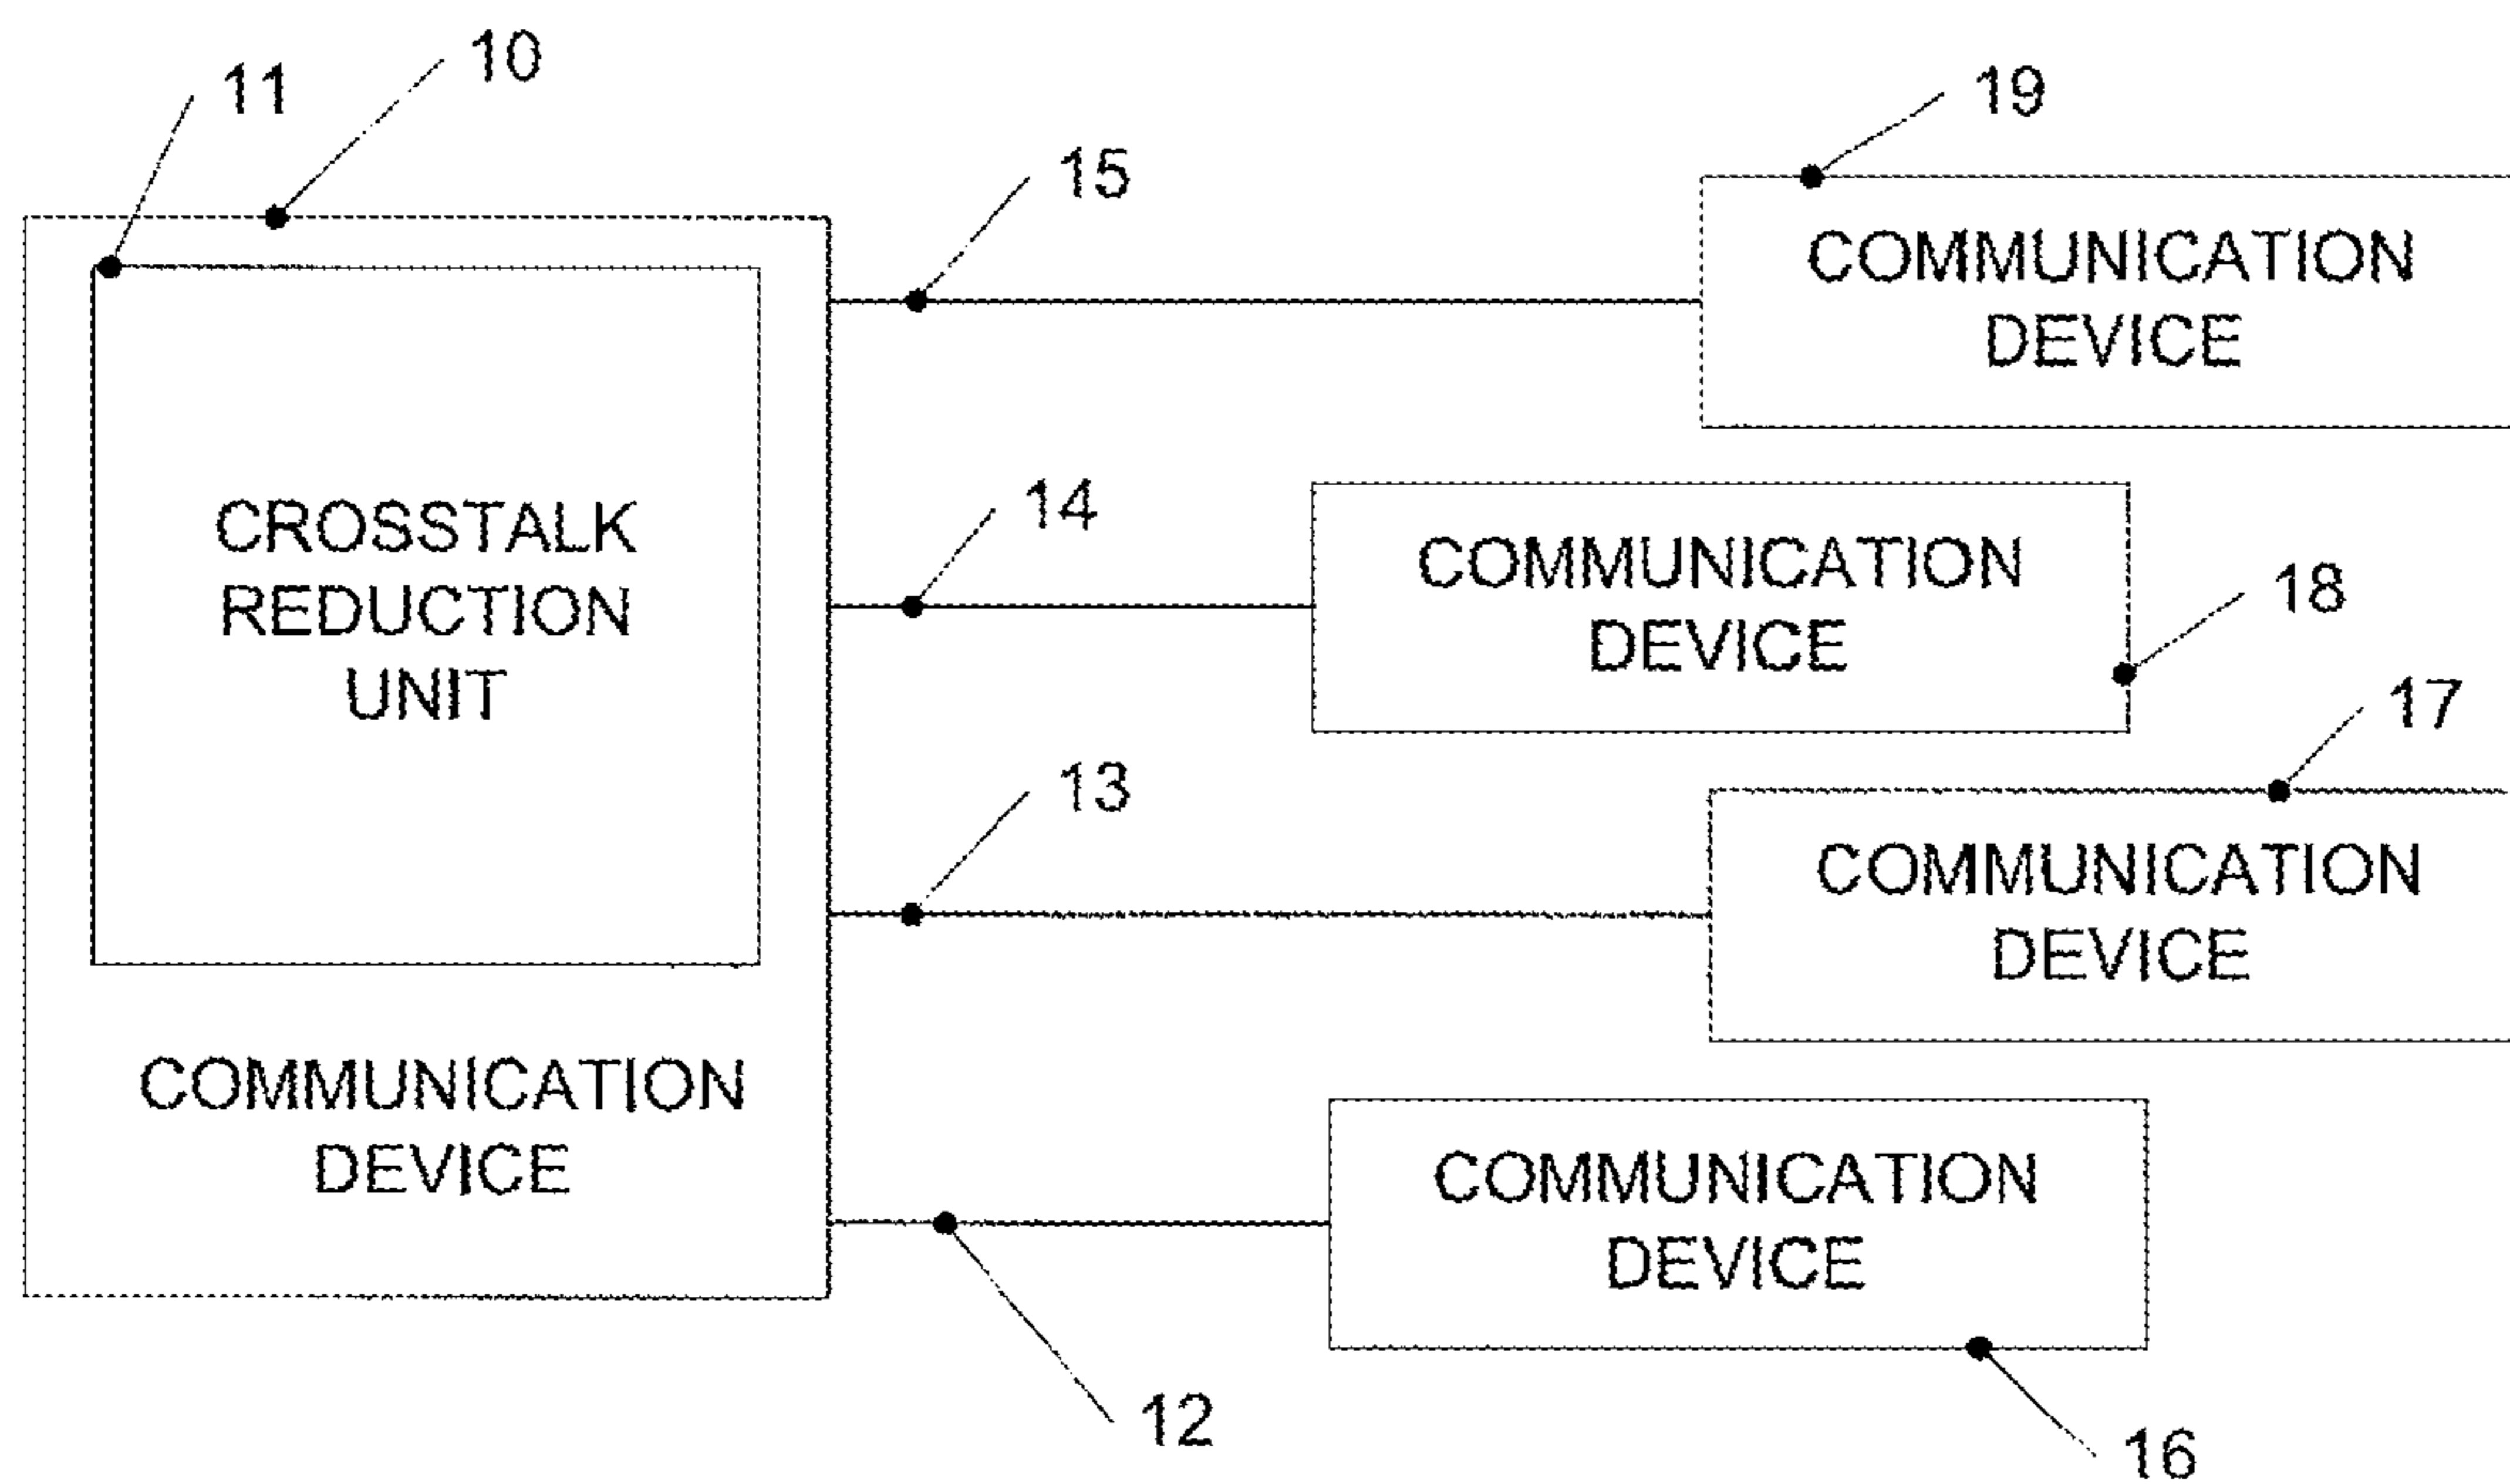 10
11
19
15
COMMUNICATION
DEVICE
CROSSTALK
REDUCTION
UNIT
14
COMMUNICATION
DEVICE
18
17
13
COMMUNICATION
DEVICE
COMMUNICATION
DEVICE
COMMUNICATION
DEVICE
12
16